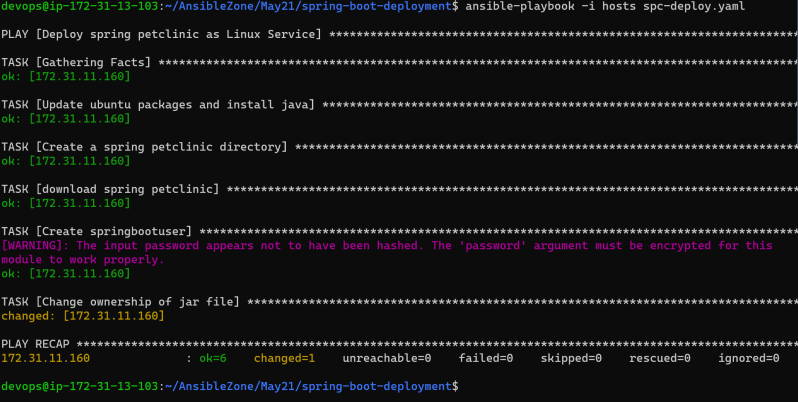 devops@ip-172-31-13-103:~/AnsibleZone/May21/spring-boot-deployment$ ansible-playbook -i hosts spc-deploy.yaml
PLAY [Deploy spring petclinic as Linux Service] *********************************************************************
TASK [Gathering Facts] **********************************************************************************************
ok: [172.31.11.160]
TASK [Update ubuntu packages and install java] **********************************************************************
ok: [172.31.11.160]
TASK [Create a spring petclinic directory] **************************************************************************
ok: [172.31.11.160]
TASK [download spring petclinic] ************************************************************************************
ok: [172.31.11.160]
TASK [Create springbootuser] ****************************************************************************************
[WARNING]: The input password appears not to have been hashed. The 'password' argument must be encrypted for this
module to work properly.
ok: [172.31.11.160]
TASK [Change ownership of jar file] *********************************************************************************
changed: [172.31.11.160]
PLAY RECAP **********************************************************************************************************
172.31.11.160              : ok=6    changed=1    unreachable=0    failed=0    skipped=0    rescued=0    ignored=0
devops@ip-172-31-13-103:~/AnsibleZone/May21/spring-boot-deployment$